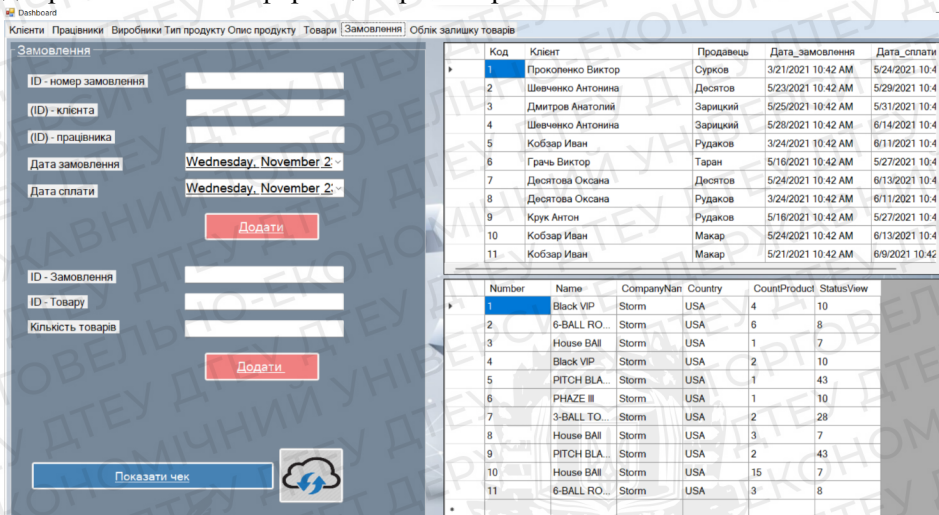 Dashboard
Клієнти Працівники Виробники Тип продукту Опис продукту Товари Замовлення Облік залишку товарів
Замовлення
ID - номер замовлення
(ID) - клієнта
(ID) - працівника
Дата замовлення Wednesday, November 2
Дата сплати Wednesday, November 2
Додати
ID - Замовлення
ID - Товару
Кількість товарів
Додати
Показати чек
Код Клієнт Продавець Дата_замовлення Дата_сплати
1 Прокопенко Виктор Сурков 3/21/2021 10:42 AM 5/24/2021 10:4
2 Шевченко Антонина Десятов 5/23/2021 10:42 AM 5/29/2021 10:4
3 Дмитров Анатолий Зарицкий 5/25/2021 10:42 AM 5/31/2021 10:4
4 Шевченко Антонина Зарицкий 5/28/2021 10:42 AM 6/14/2021 10:4
5 Кобзар Иван Рудаков 3/24/2021 10:42 AM 6/11/2021 10:4
6 Грачь Виктор Таран 5/16/2021 10:42 AM 5/27/2021 10:4
7 Десятова Оксана Десятов 5/24/2021 10:42 AM 6/13/2021 10:4
8 Десятова Оксана Рудаков 3/24/2021 10:42 AM 6/11/2021 10:4
9 Крук Антон Рудаков 5/16/2021 10:42 AM 5/27/2021 10:4
10 Кобзар Иван Макар 5/24/2021 10:42 AM 6/13/2021 10:4
11 Кобзар Иван Макар 5/21/2021 10:42 AM 6/9/2021 10:42
Number Name CompanyNan Country CountProduct StatusView
1 Black VIP Storm USA 4 10
2 6-BALL RO... Storm USA 6 8
3 House BAll Storm USA 1 7
4 Black VIP Storm USA 2 10
5 PITCH BLA... Storm USA 1 43
6 PHAZE III Storm USA 1 10
7 3-BALL TO... Storm USA 2 28
8 House BAll Storm USA 3 7
9 PITCH BLA... Storm USA 2 43
10 House BAll Storm USA 15 7
11 6-BALL RO... Storm USA 3 8